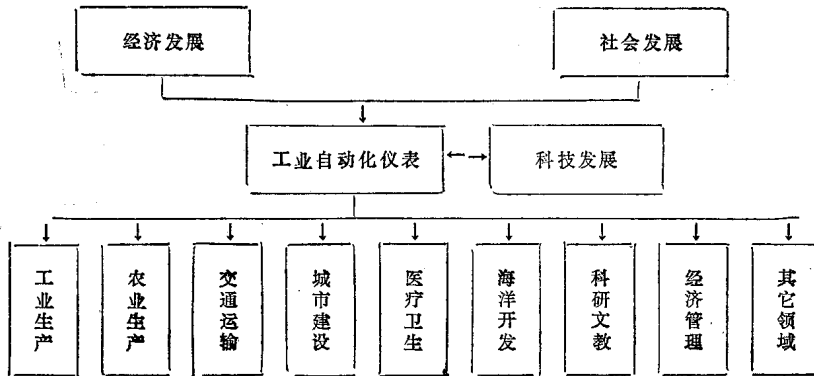 经济发展
社会发展
工业自动化仪表
科技发展
工业生产
农业生产
交通运输
城市建设
医疗卫生
海洋开发
科研文教
经济管理
其它领域